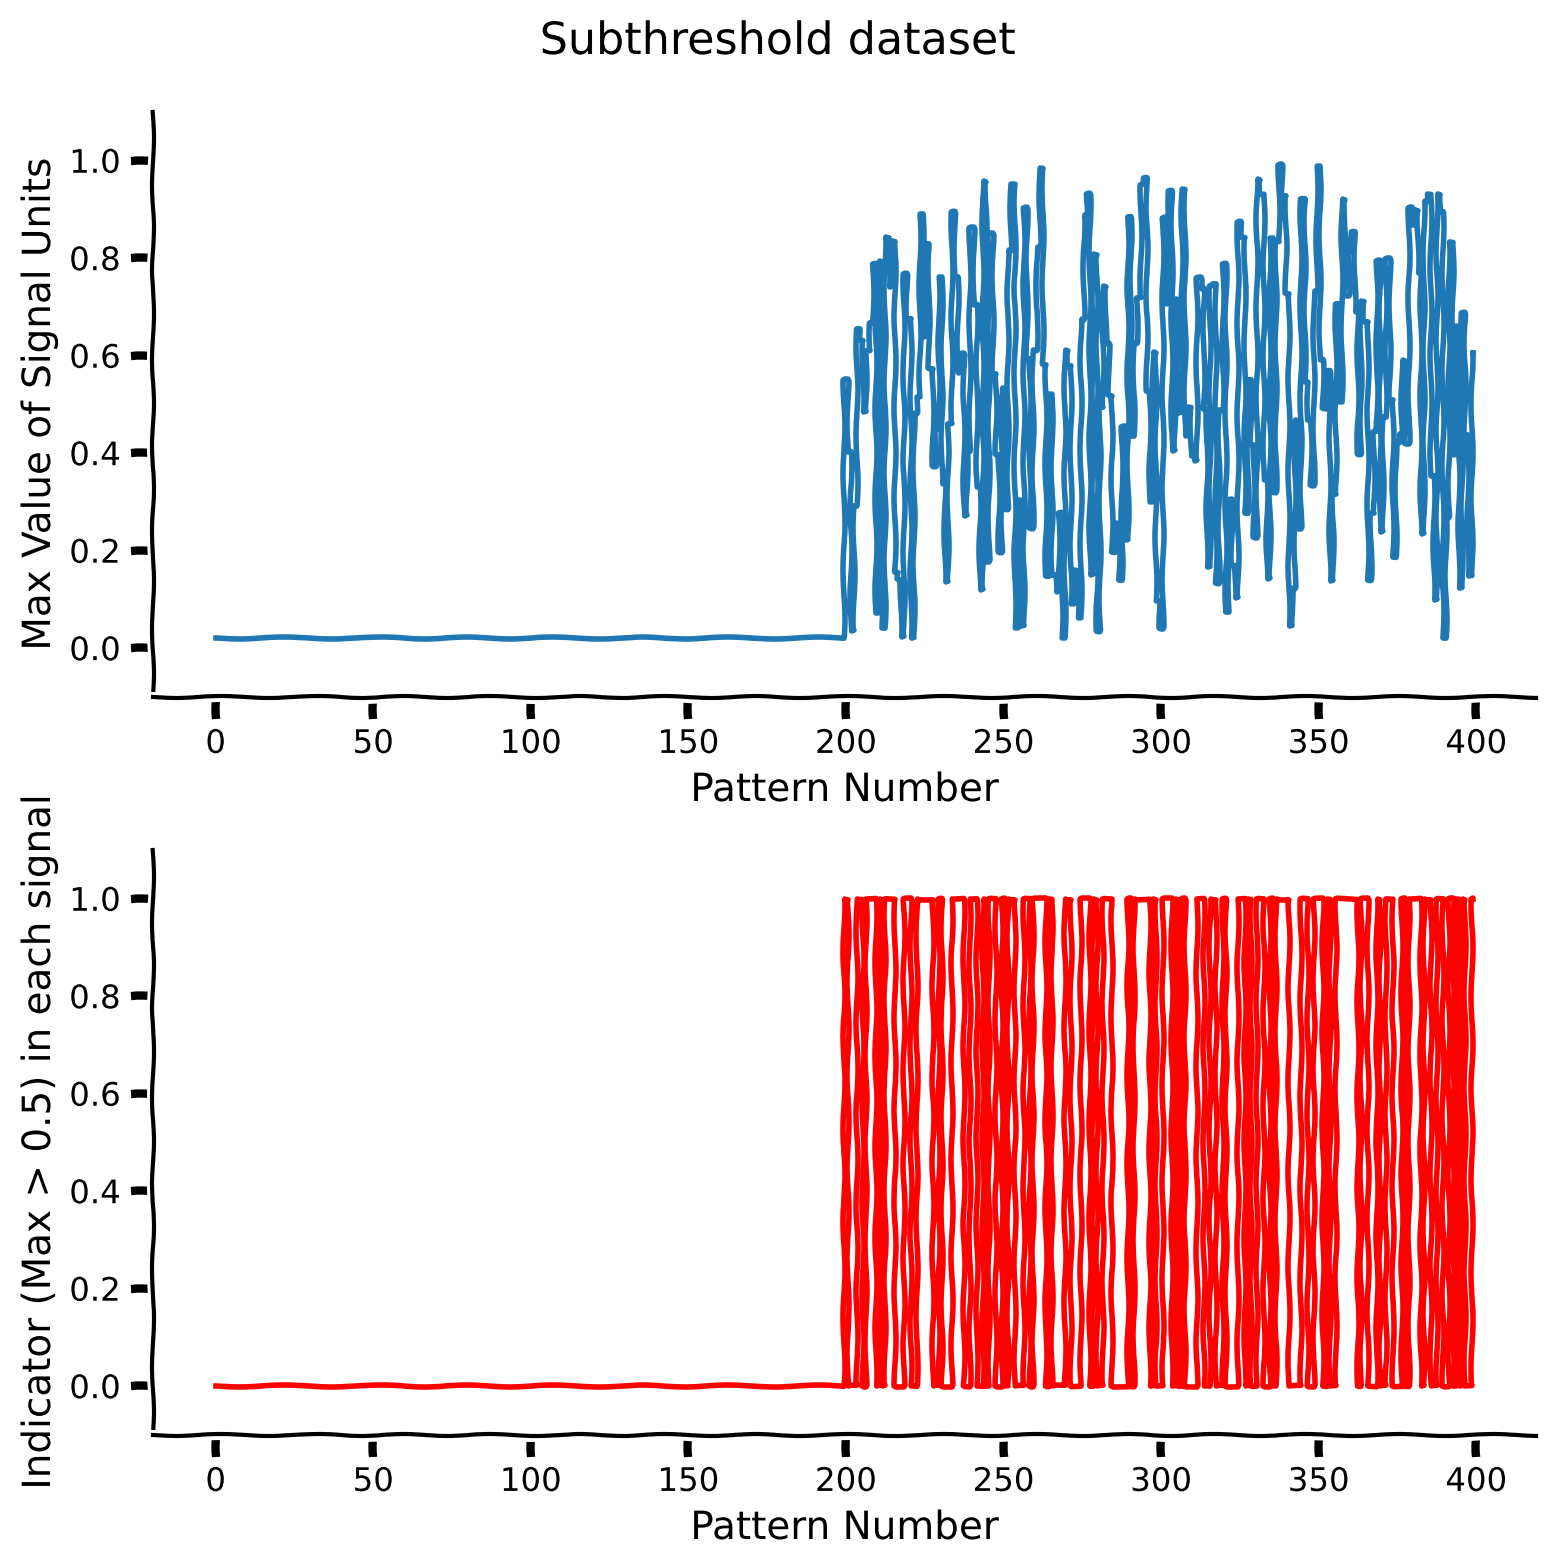 Subthreshold dataset
Max Value of Signal Units
1.0
0.8
0.6
0.4
0.2
0.0
0 50 100 150 200 250 300 350 400
Pattern Number
Indicator (Max > 0.5) in each signal
1.0
0.8
0.6
0.4
0.2
0.0
0 50 100 150 200 250 300 350 400
Pattern Number